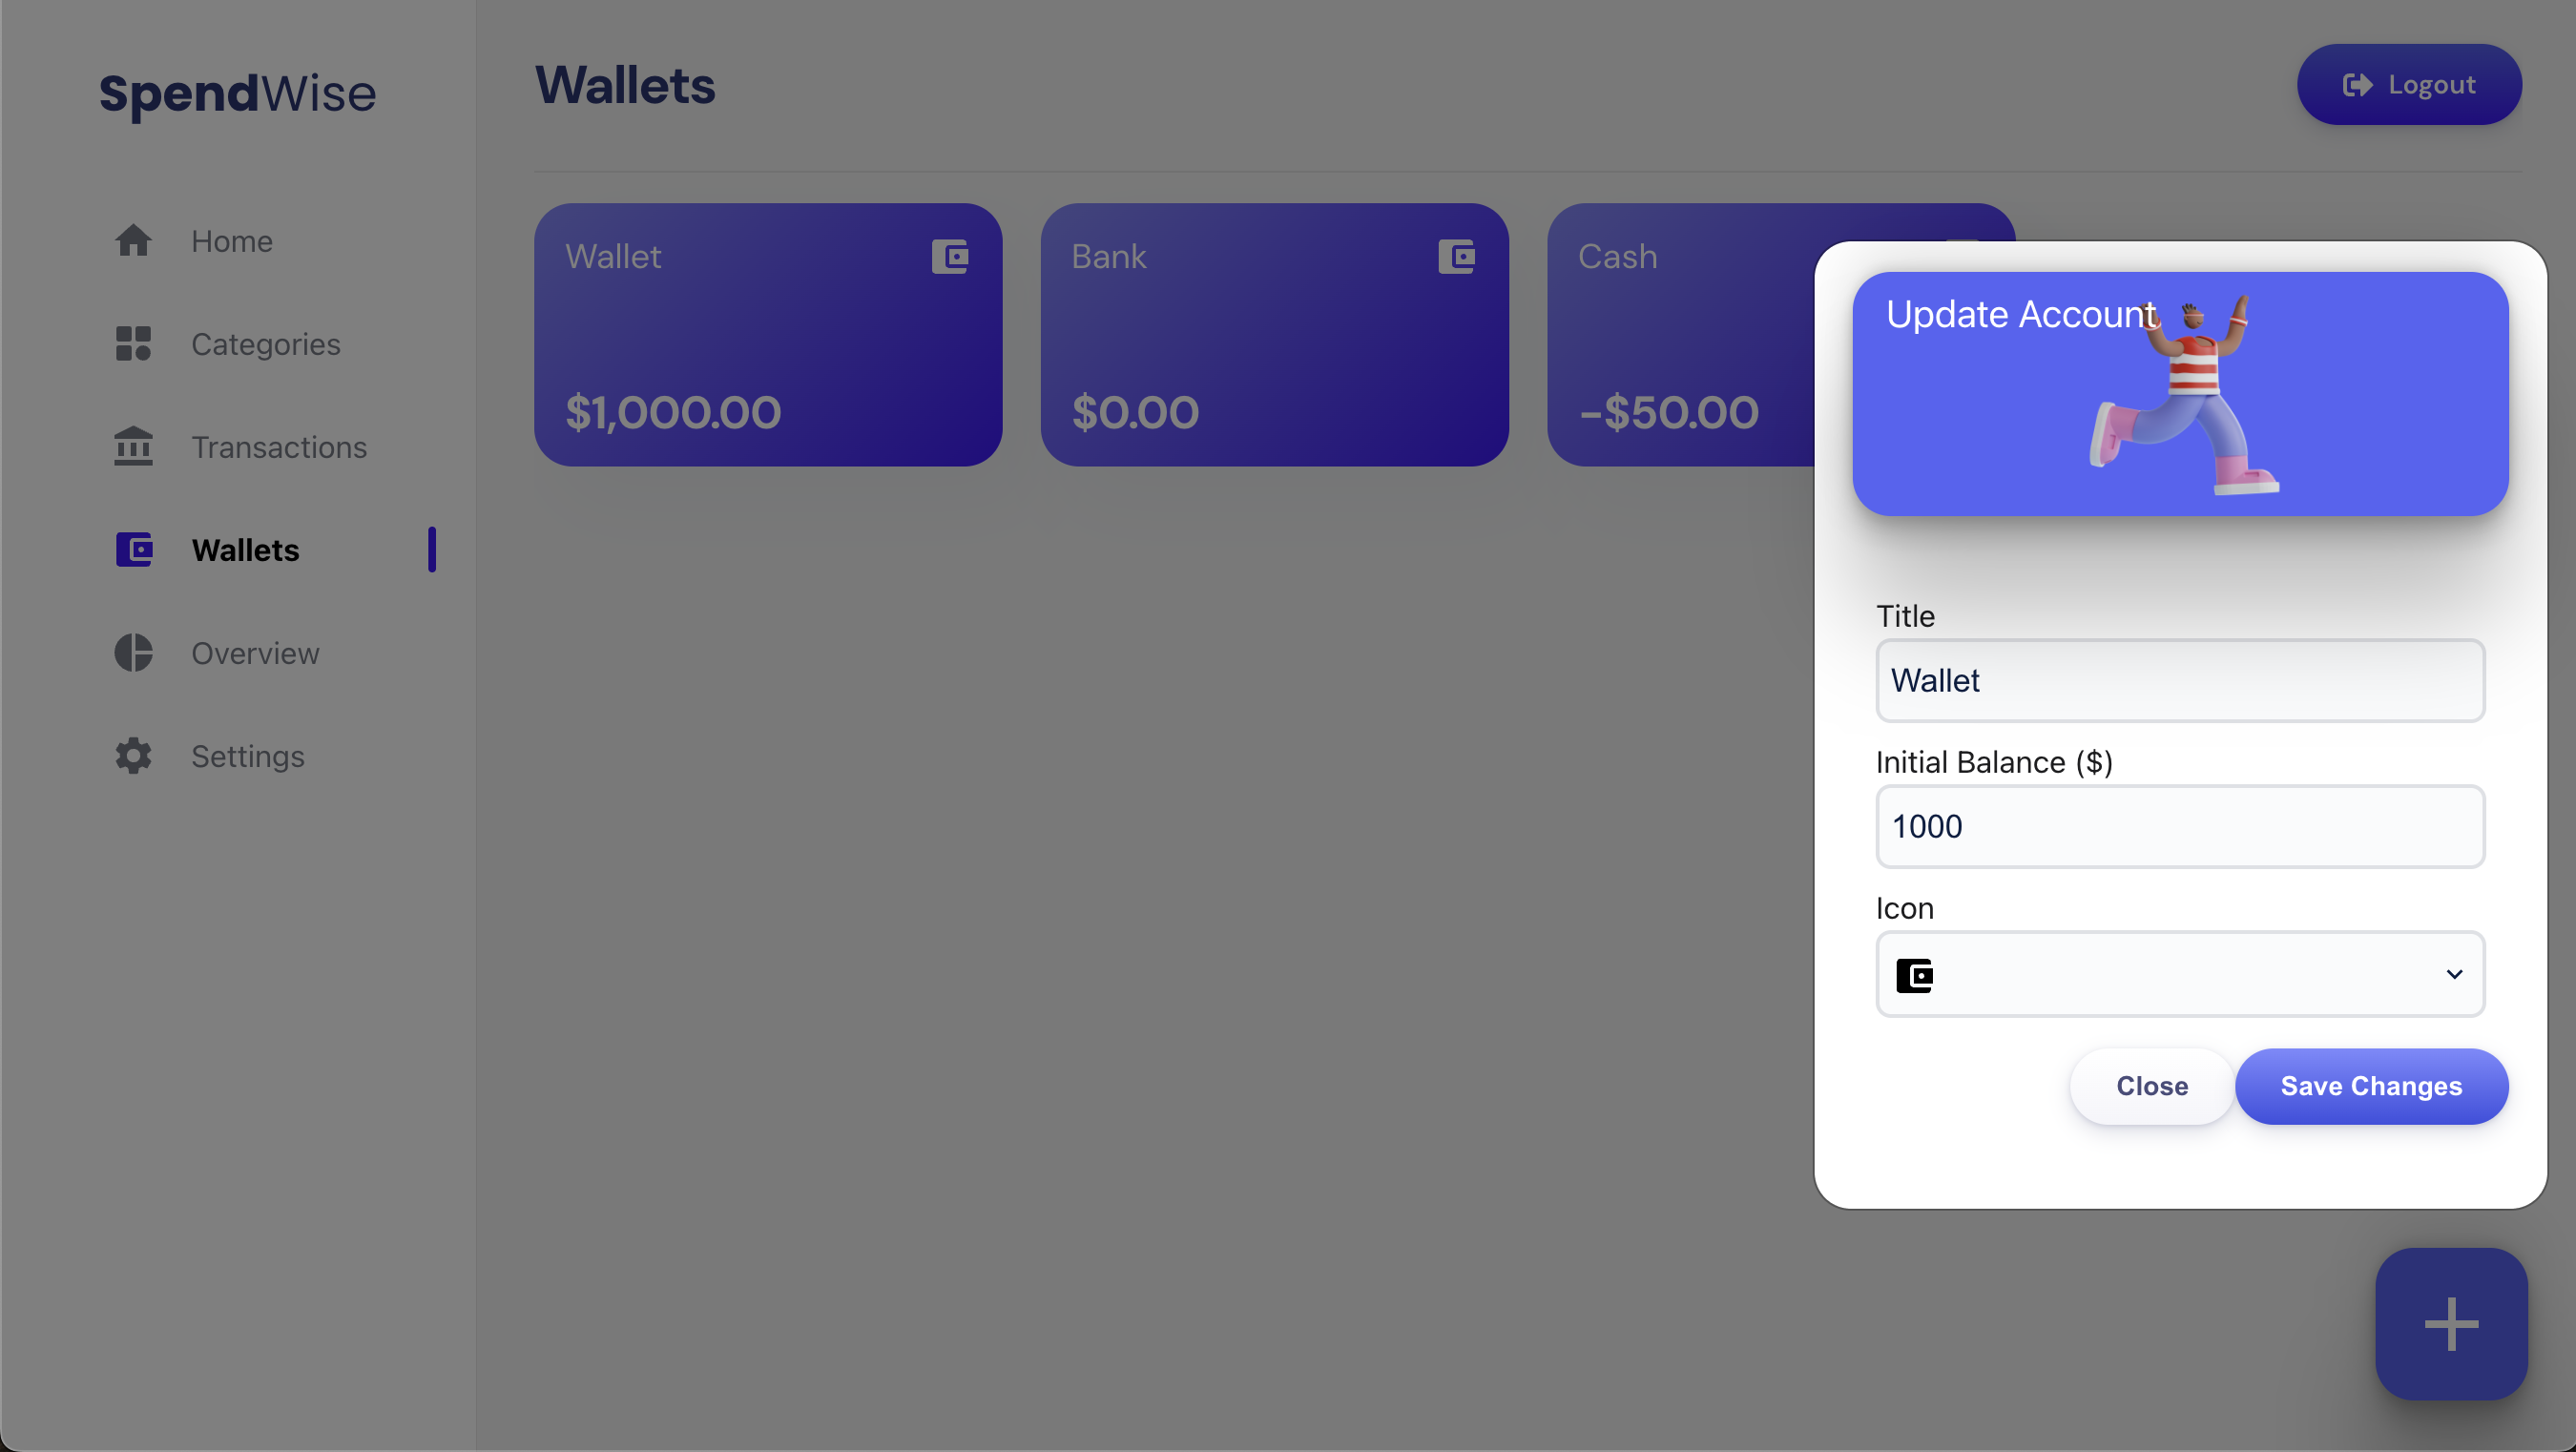 SpendWise
Home
Categories
Transactions
Wallets
Overview
Settings
Wallets
Logout
Wallet
$1,000.00
Bank
$0.00
Cash
-$50.00
Update Account
Title
Wallet
Initial Balance ($)
1000
Icon
Close
Save Changes